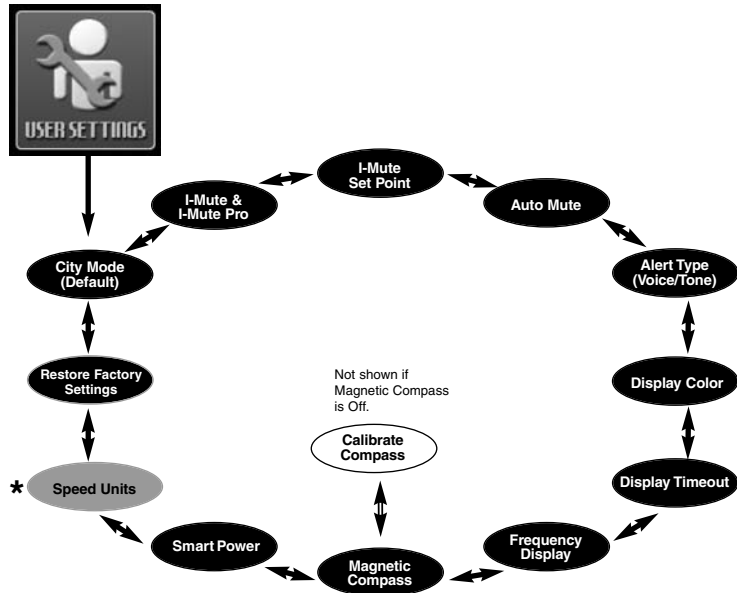 USER SETTINGS
I-Mute
Set Point
I-Mute &
I-Mute Pro
Auto Mute
City Mode
(Default)
Alert Type
(Voice/Tone)
Restore Factory
Settings
Display Color
Not shown if
Magnetic Compass
is Off.
Calibrate
Compass
* Speed Units
Display Timeout
Smart Power
Frequency
Display
Magnetic
Compass